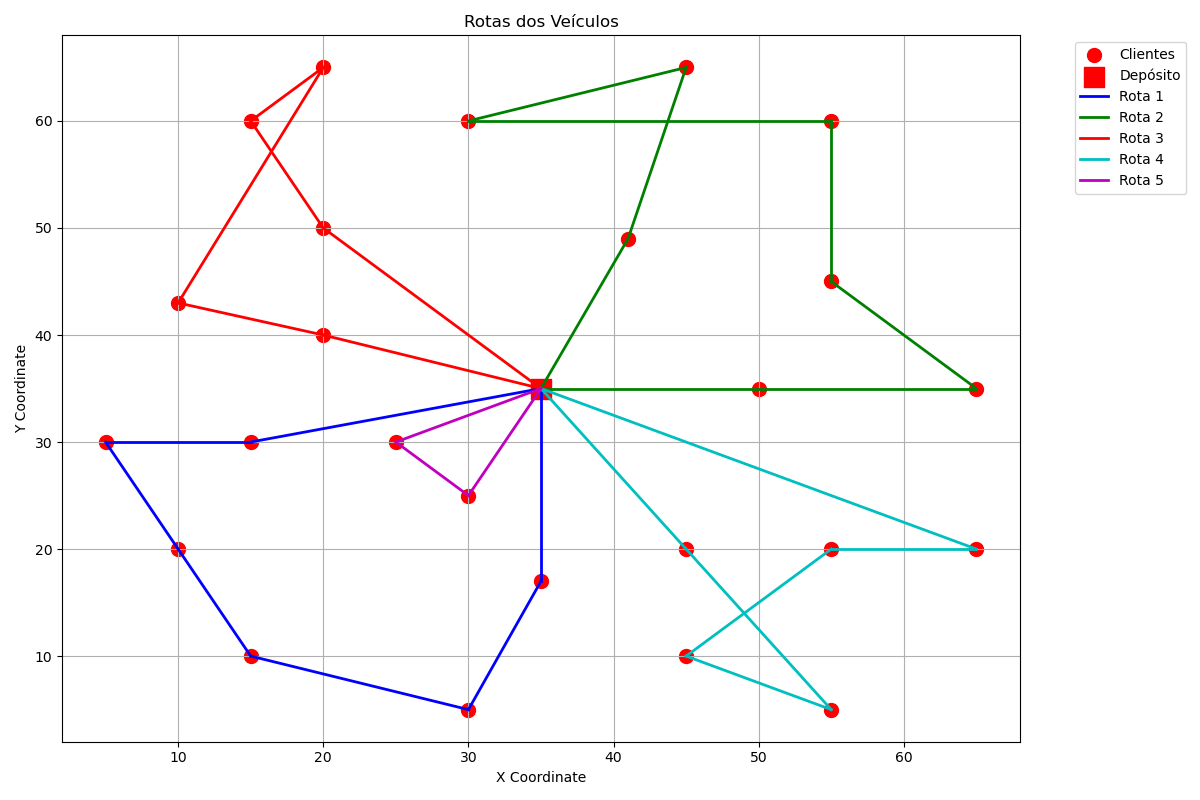 Rotas dos Veículos
Clientes
Depósito
Rota 1
Rota 2
Rota 3
Rota 4
Rota 5
Y Coordinate
60
50
40
30
20
10
10 20 30 40 50 60
X Coordinate